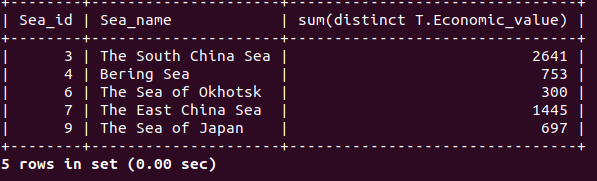 +--------+-------------------+--------------------------------+
| Sea_id | Sea_name | sum(distinct T.Economic_value) |
+--------+-------------------+--------------------------------+
| 3 | The South China Sea | 2641 |
| 4 | Bering Sea | 753 |
| 6 | The Sea of Okhotsk | 300 |
| 7 | The East China Sea | 1445 |
| 9 | The Sea of Japan | 697 |
+--------+-------------------+--------------------------------+
5 rows in set (0.00 sec)